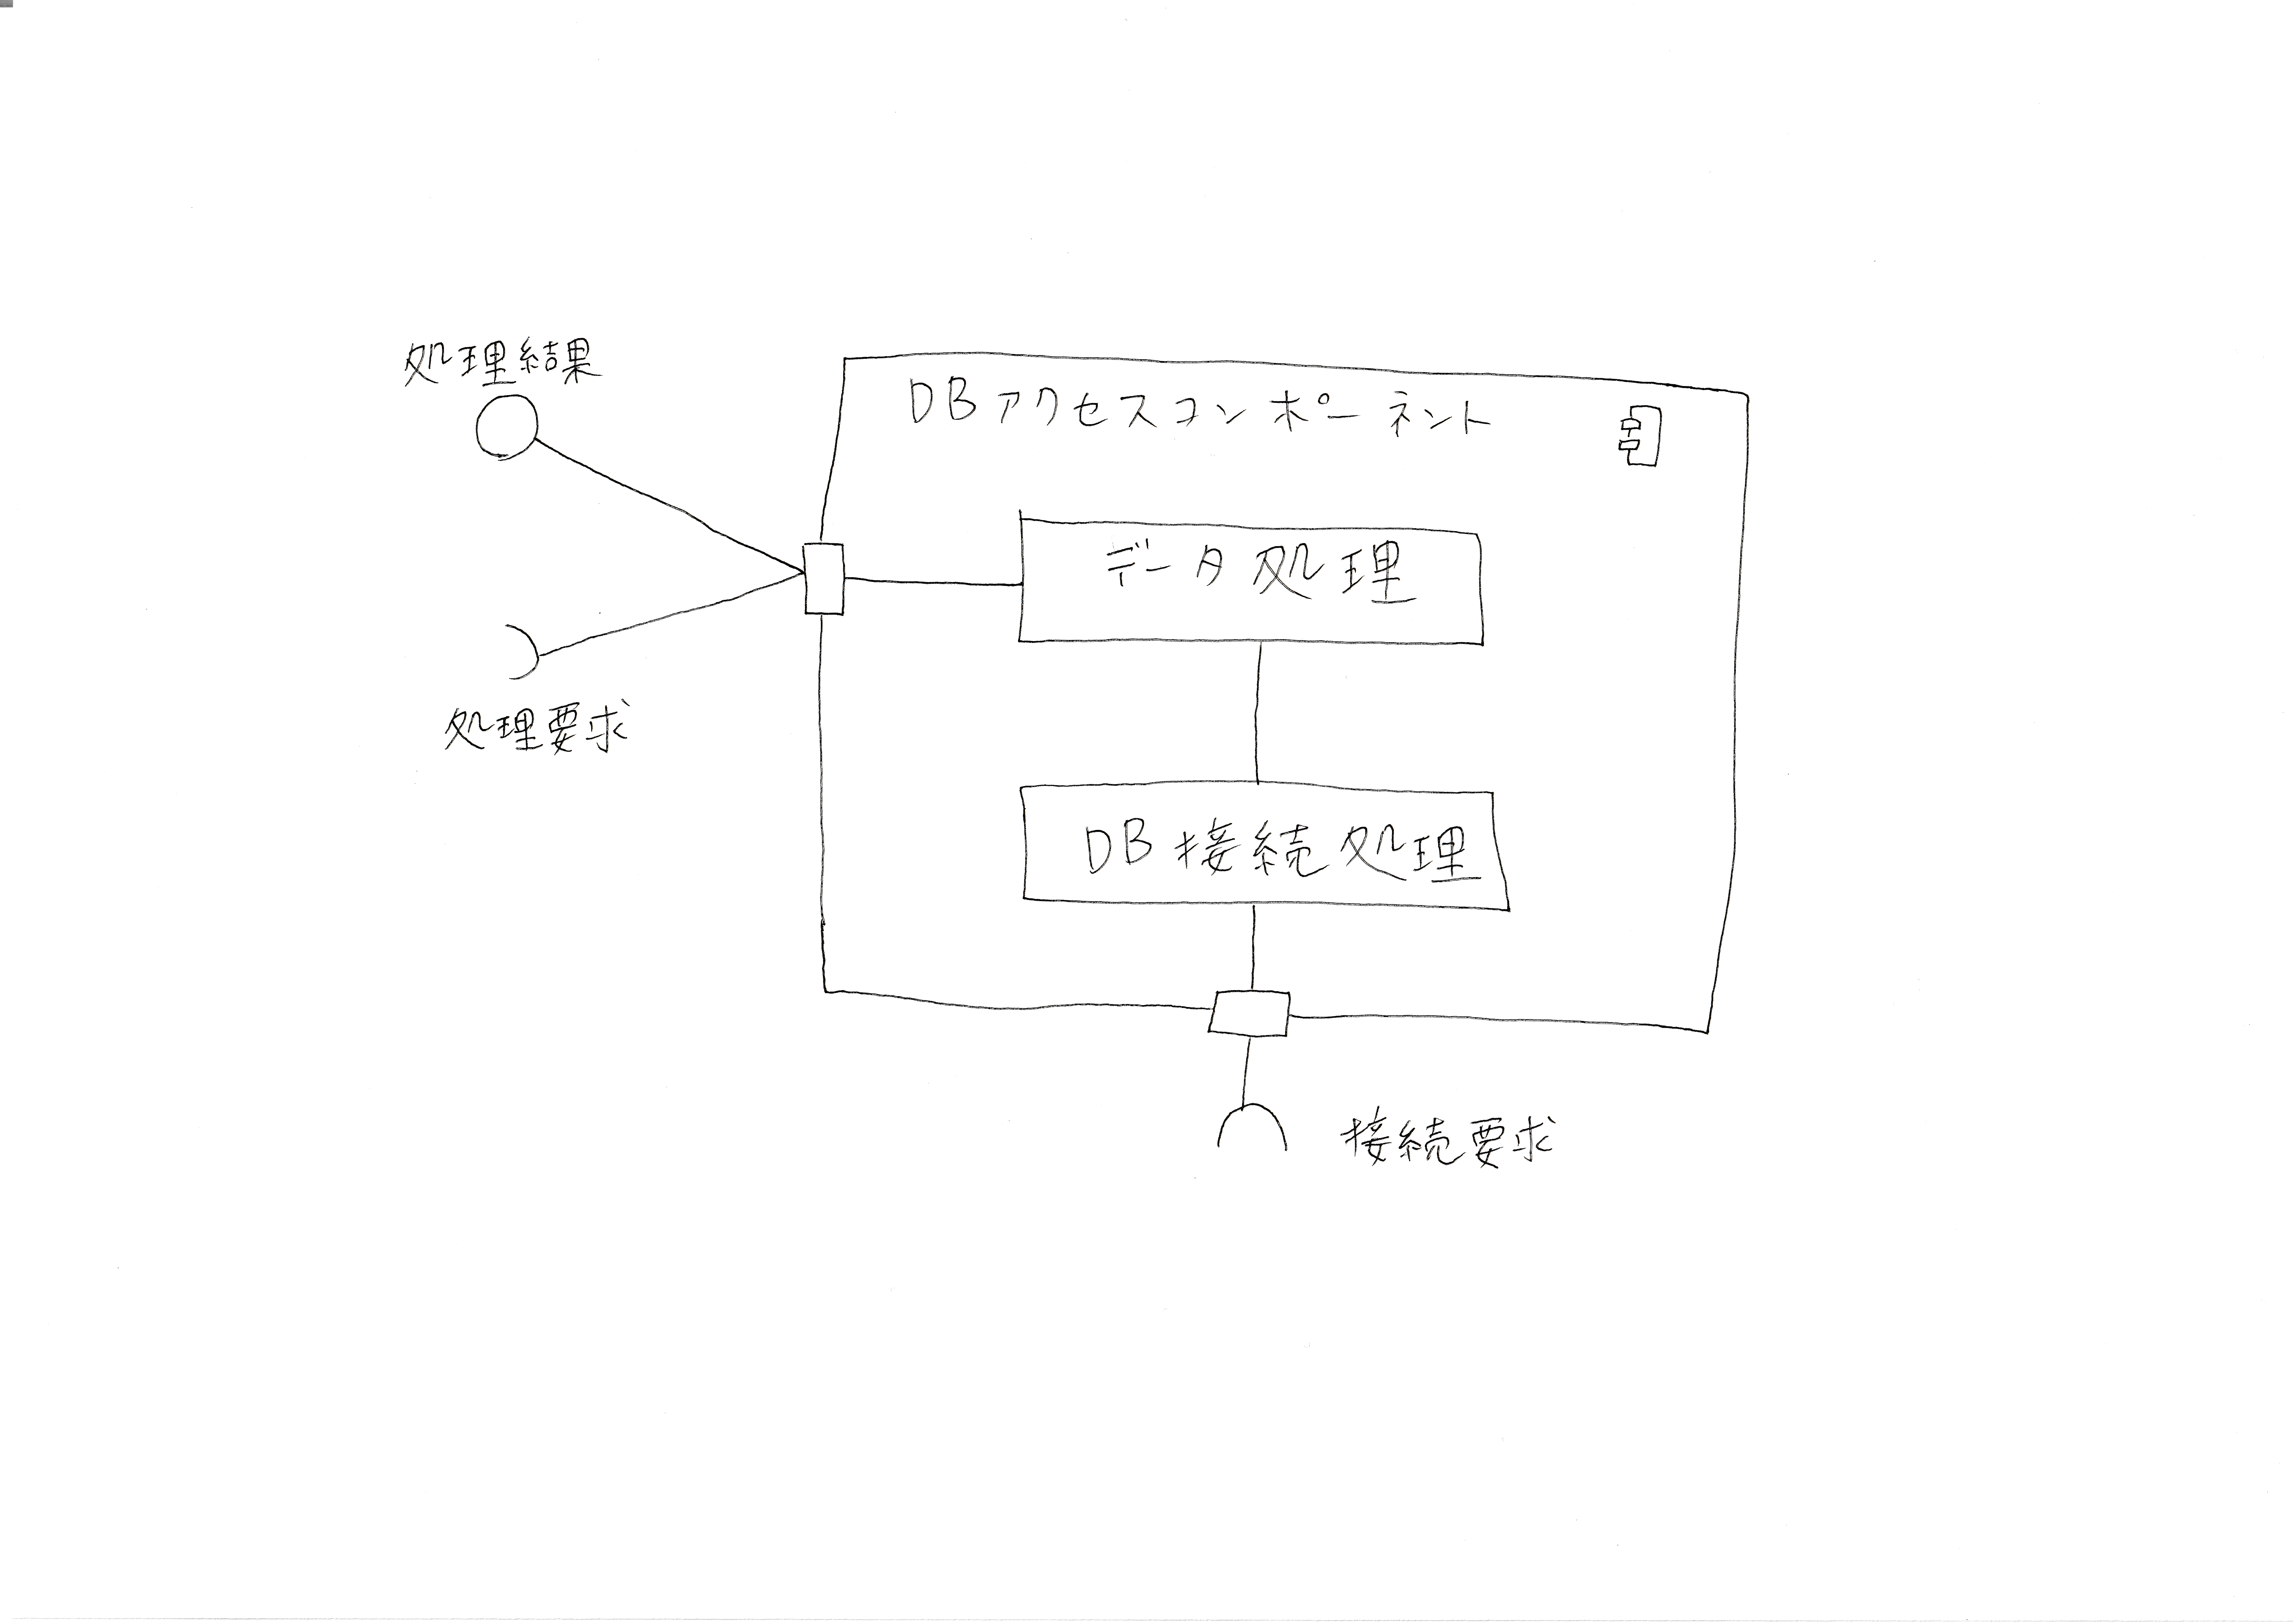 処理結果
DBアクセスコンポーネント
データ処理
処理要求
DB接続処理
接続要求